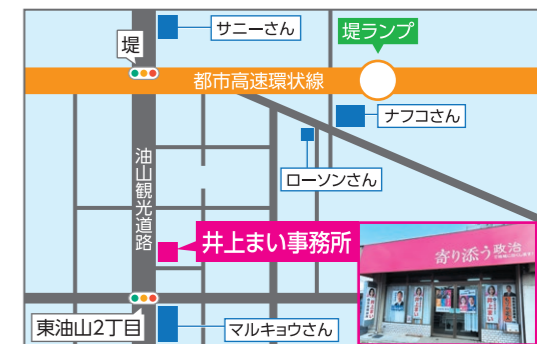 サニーさん
堤
堤ランプ
都市高速環状線
ナフコさん
ローソンさん
油山観光道路
井上まい事務所
寄り添う政治
東油山2丁目
マルキョウさん